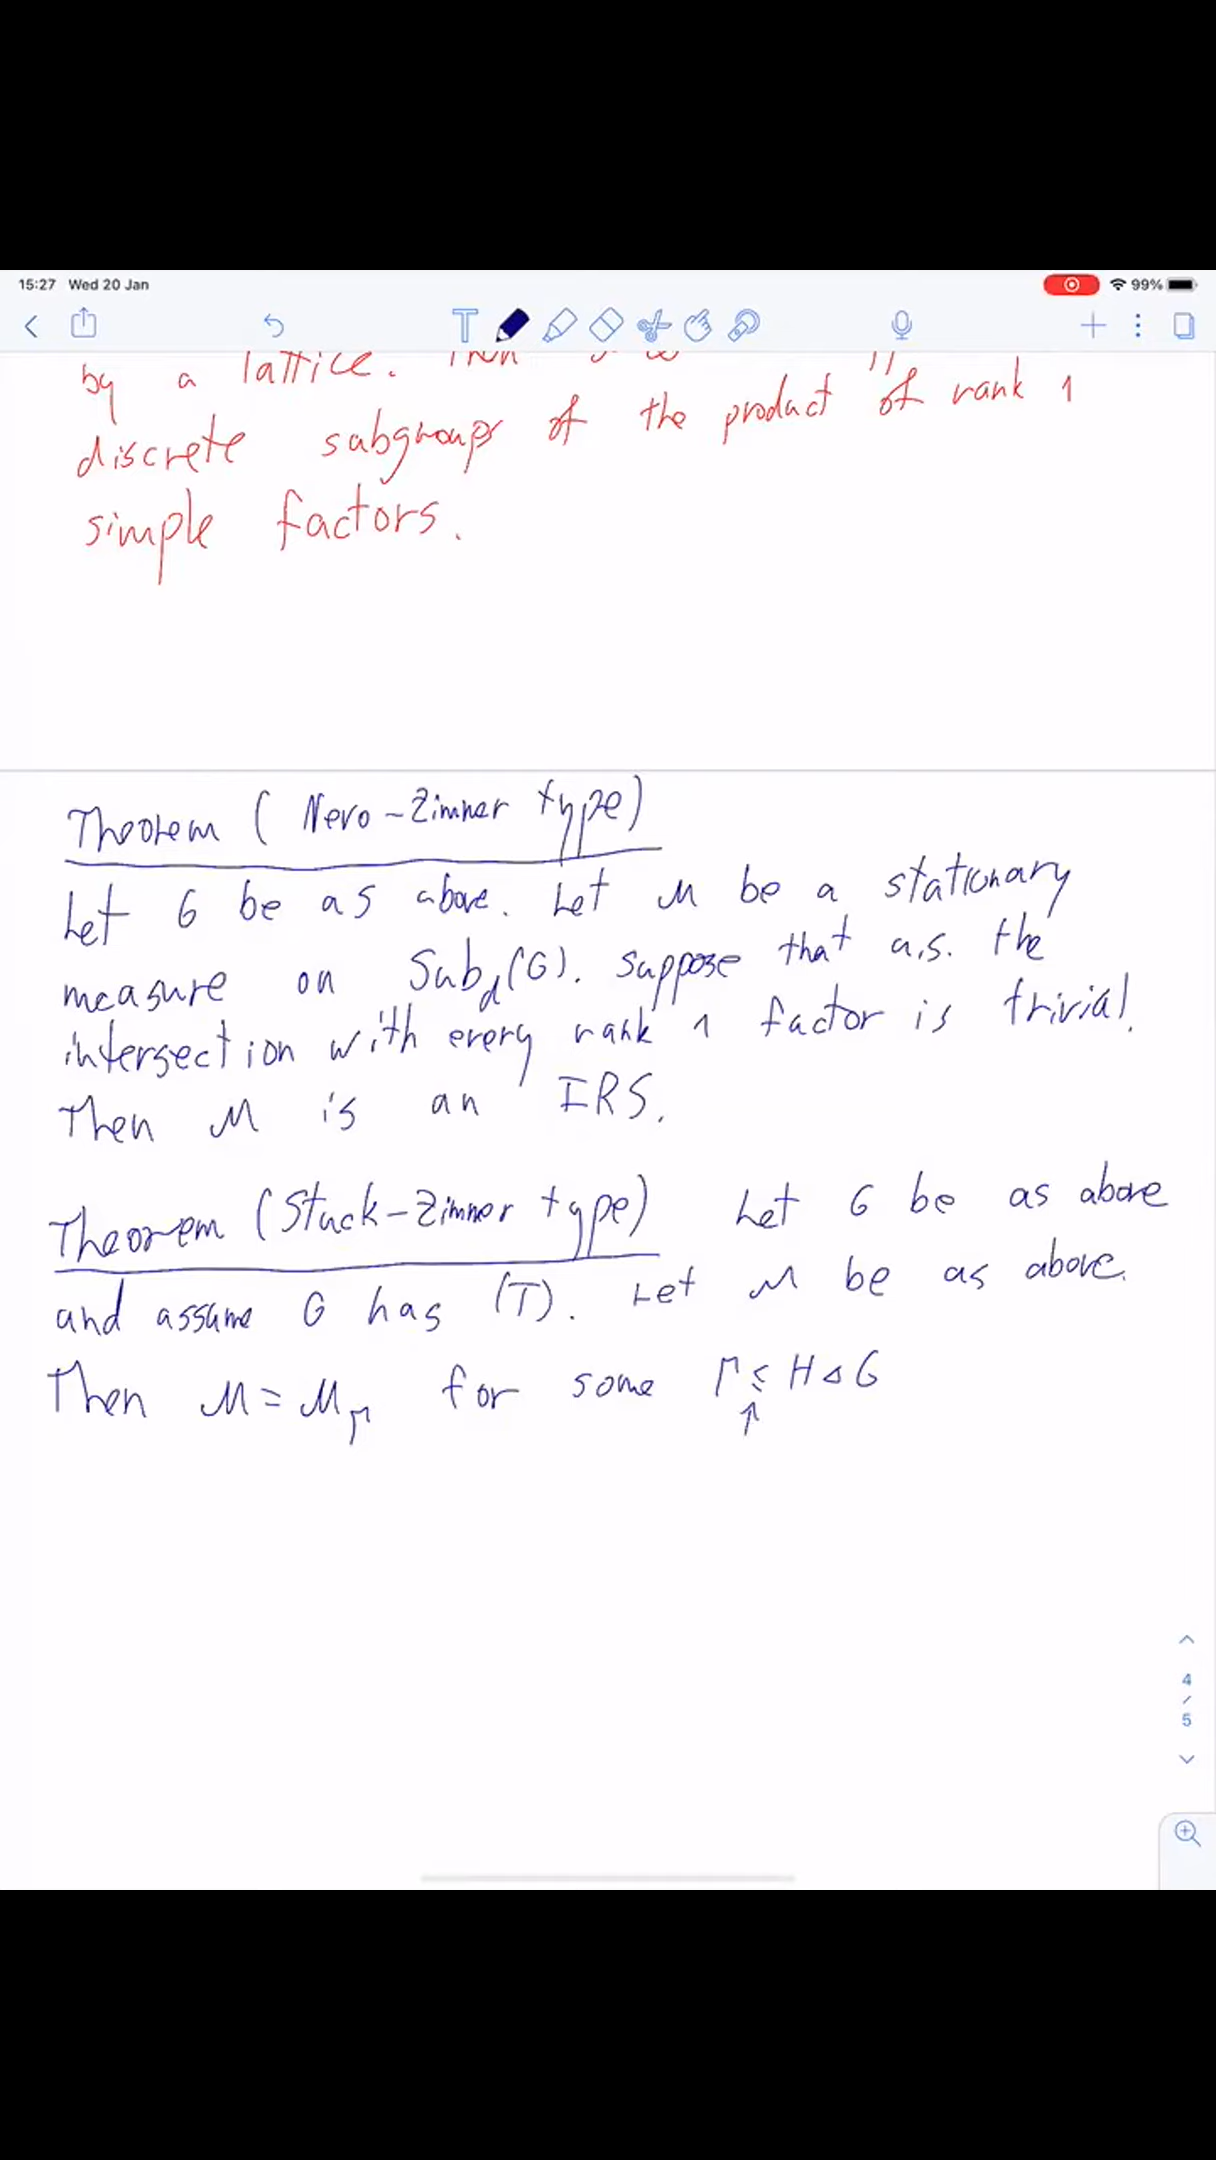 15:27 Wed 20 Jan 99%
by a lattice. Then
discrete subgroups of the product of rank 1
simple factors.
Theorem (Nevo-Zimmer type)
Let G be as above. Let μ be a stationary
measure on Sub_d(G). Suppose that a.s. the
intersection with every rank 1 factor is trivial.
Then μ is an IRS.
Theorem (Stuck-Zimmer type) Let G be as above
and assume G has (T). Let μ be as above.
Then μ = μ_Γ for some Γ ≤ H ◁ G
↑
4
/
5